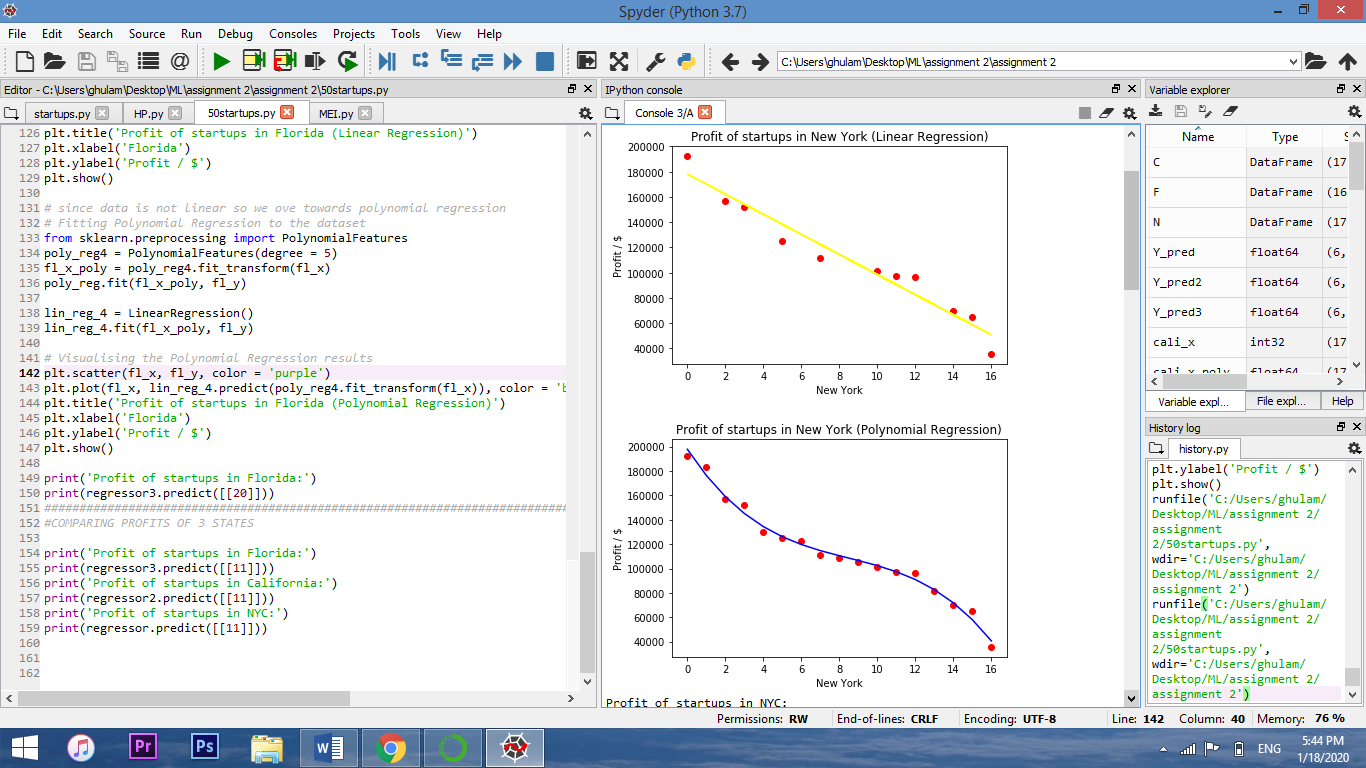 Spyder (Python 3.7)
File Edit Search Source Run Debug Consoles Projects Tools View Help
C:\Users\ghulam\Desktop\ML\assignment 2\assignment 2
Editor - C:\Users\ghulam\Desktop\ML\assignment 2\assignment 2\50startups.py
startups.py HP.py 50startups.py MEI.py
126 plt.title('Profit of startups in Florida (Linear Regression)')
127 plt.xlabel('Florida')
128 plt.ylabel('Profit / $')
129 plt.show()
130
131 # since data is not linear so we ove towards polynomial regression
132 # Fitting Polynomial Regression to the dataset
133 from sklearn.preprocessing import PolynomialFeatures
134 poly_reg4 = PolynomialFeatures(degree = 5)
135 fl_x_poly = poly_reg4.fit_transform(fl_x)
136 poly_reg.fit(fl_x_poly, fl_y)
137
138 lin_reg_4 = LinearRegression()
139 lin_reg_4.fit(fl_x_poly, fl_y)
140
141 # Visualising the Polynomial Regression results
142 plt.scatter(fl_x, fl_y, color = 'purple')
143 plt.plot(fl_x, lin_reg_4.predict(poly_reg4.fit_transform(fl_x)), color = 'b
144 plt.title('Profit of startups in Florida (Polynomial Regression)')
145 plt.xlabel('Florida')
146 plt.ylabel('Profit / $')
147 plt.show()
148
149 print('Profit of startups in Florida:')
150 print(regressor3.predict([[20]]))
151 ##############################################################################
152 #COMPARING PROFITS OF 3 STATES
153
154 print('Profit of startups in Florida:')
155 print(regressor3.predict([[11]]))
156 print('Profit of startups in California:')
157 print(regressor2.predict([[11]]))
158 print('Profit of startups in NYC:')
159 print(regressor.predict([[11]]))
160
161
162
IPython console
Console 3/A
Profit of startups in New York (Linear Regression)
200000
180000
160000
140000
120000
100000
80000
60000
40000
Profit / $
0 2 4 6 8 10 12 14 16
New York
Profit of startups in New York (Polynomial Regression)
200000
180000
160000
140000
120000
100000
80000
60000
40000
Profit / $
0 2 4 6 8 10 12 14 16
New York
Profit of startups in NYC:
Variable explorer
Name Type S
C DataFrame (17
F DataFrame (16
N DataFrame (17
Y_pred float64 (6,
Y_pred2 float64 (6,
Y_pred3 float64 (6,
cali_x int32 (17
cali_x_poly float64 (17
Variable expl... File expl... Help
History log
history.py
plt.ylabel('Profit / $')
plt.show()
runfile('C:/Users/ghulam/
Desktop/ML/assignment 2/
assignment
2/50startups.py',
wdir='C:/Users/ghulam/
Desktop/ML/assignment 2/
assignment 2')
runfile('C:/Users/ghulam/
Desktop/ML/assignment 2/
assignment
2/50startups.py',
wdir='C:/Users/ghulam/
Desktop/ML/assignment 2/
assignment 2')
Permissions: RW End-of-lines: CRLF Encoding: UTF-8 Line: 142 Column: 40 Memory: 76 %
Pr Ps W ENG 5:44 PM
1/18/2020